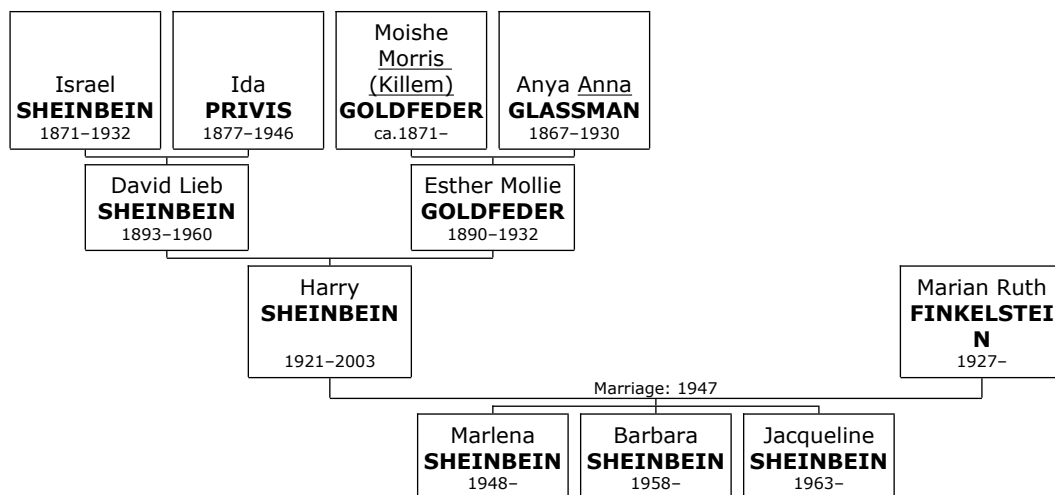 Israel
SHEINBEIN
1871–1932
Ida
PRIVIS
1877–1946
Moishe
Morris
(Killem)
GOLDFEDER
ca.1871–
Anya Anna
GLASSMAN
1867–1930
David Lieb
SHEINBEIN
1893–1960
Esther Mollie
GOLDFEDER
1890–1932
Harry
SHEINBEIN
1921–2003
Marian Ruth
FINKELSTEI
N
1927–
Marriage: 1947
Marlena
SHEINBEIN
1948–
Barbara
SHEINBEIN
1958–
Jacqueline
SHEINBEIN
1963–